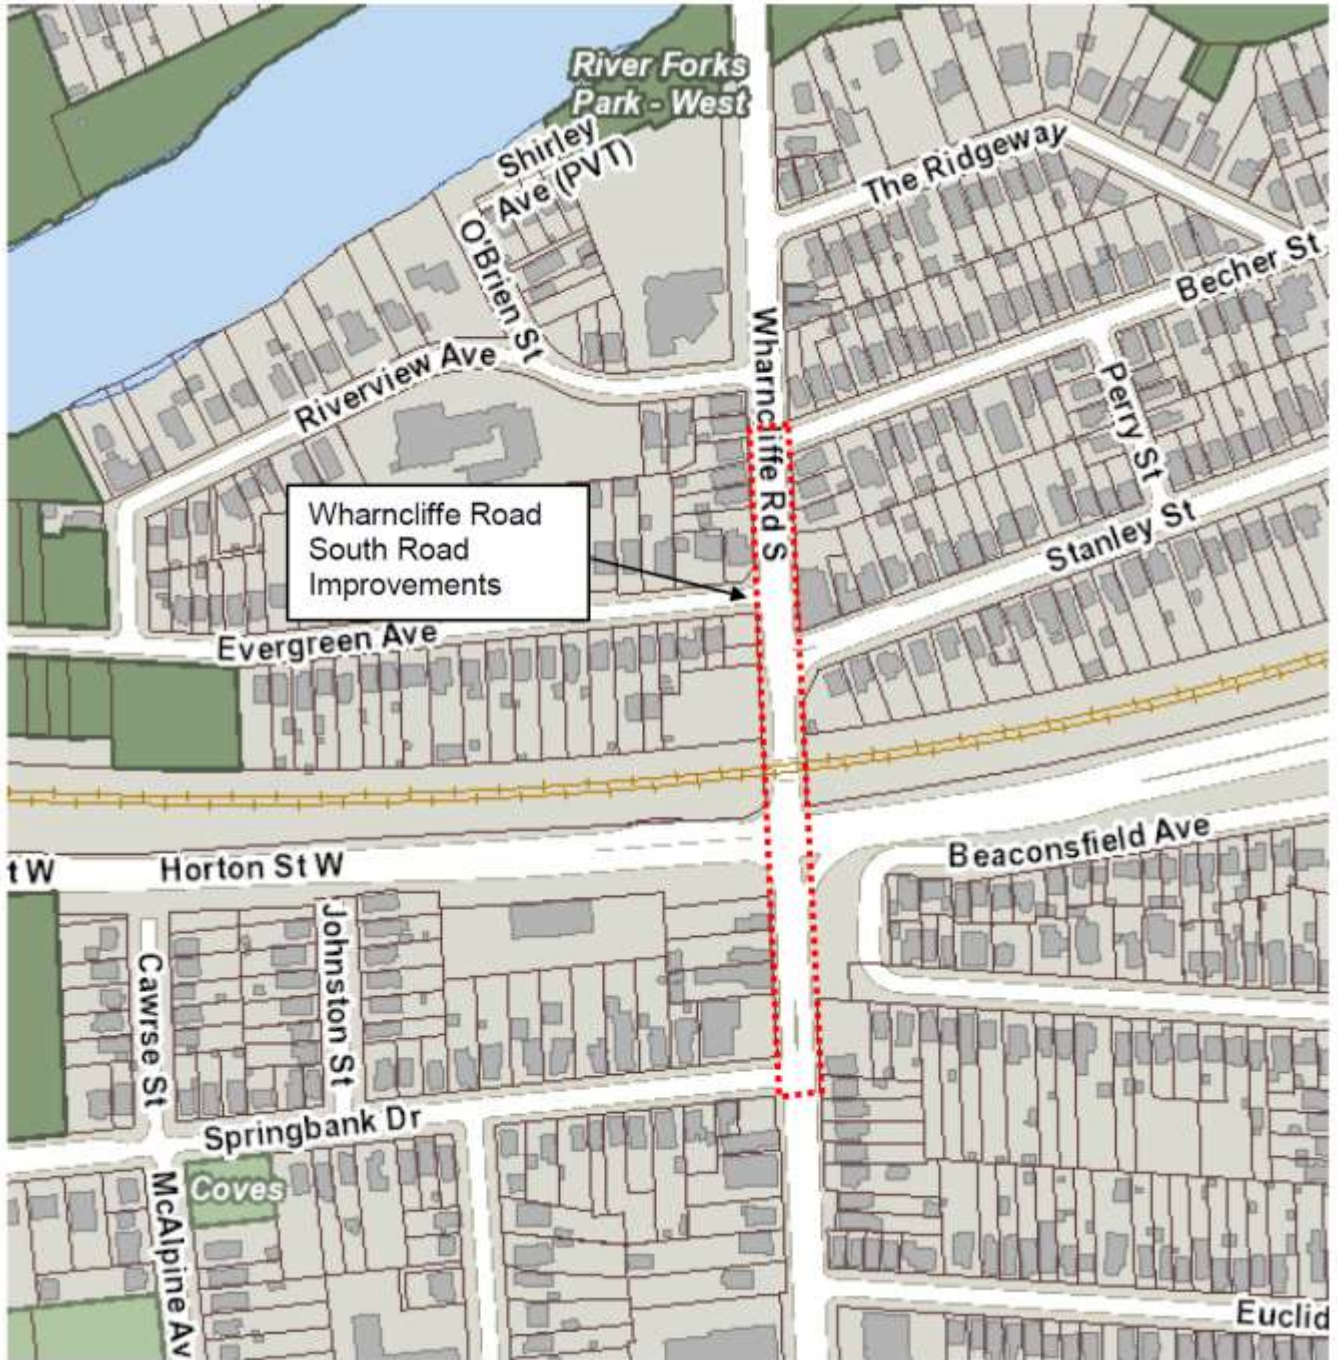 River Forks
Park - West
Shirley
Ave (PVT)
The Ridgeway
O'Brien St
Becher St
Wharncliffe Rd S
Riverview Ave
Perry St
Wharncliffe Road
South Road
Improvements
Stanley St
Evergreen Ave
Beaconsfield Ave
t W
Horton St W
Johnston St
Cawrse St
Springbank Dr
Coves
McAlpine Av
Euclid